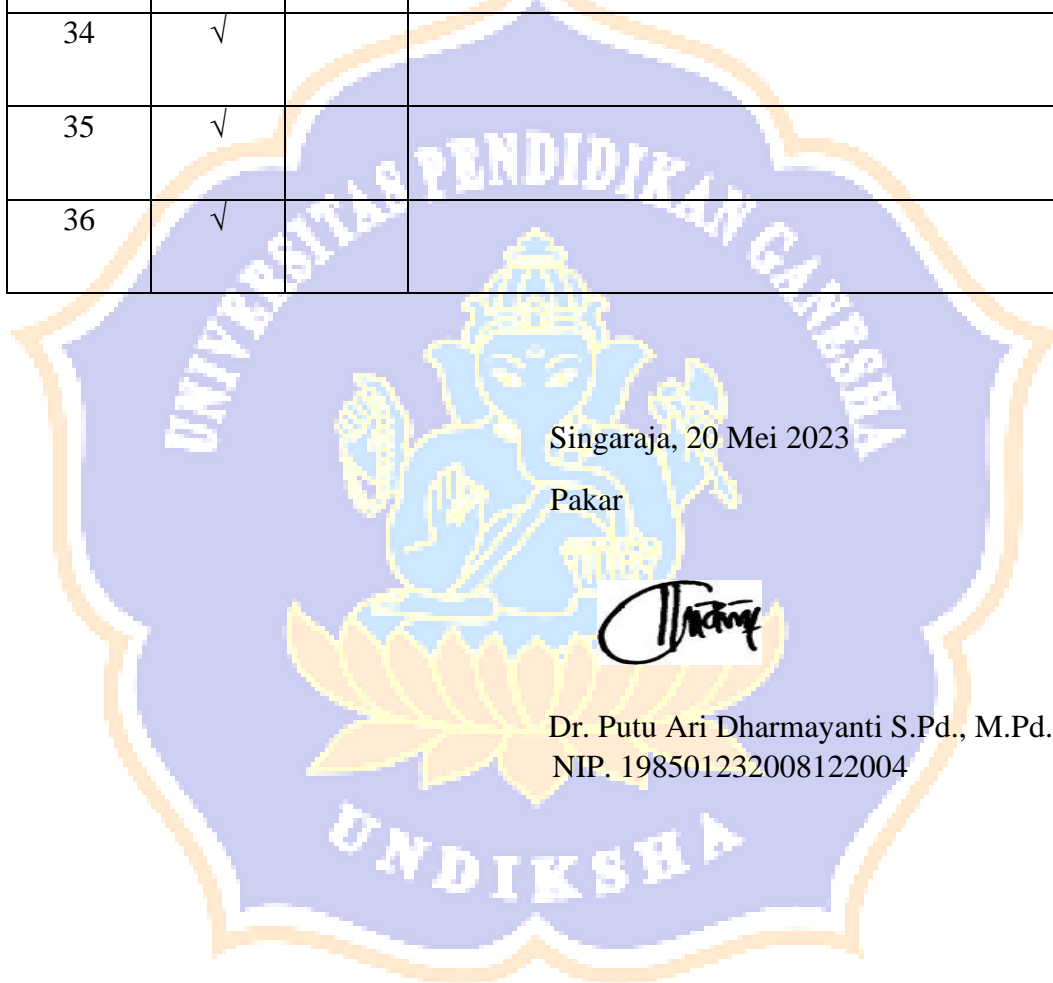 34 √
35 √
36 √
UNIVERSITAS PENDIDIKAN GANESHA
Singaraja, 20 Mei 2023
Pakar
Dr. Putu Ari Dharmayanti S.Pd., M.Pd.
NIP. 198501232008122004
UNDIKSHA